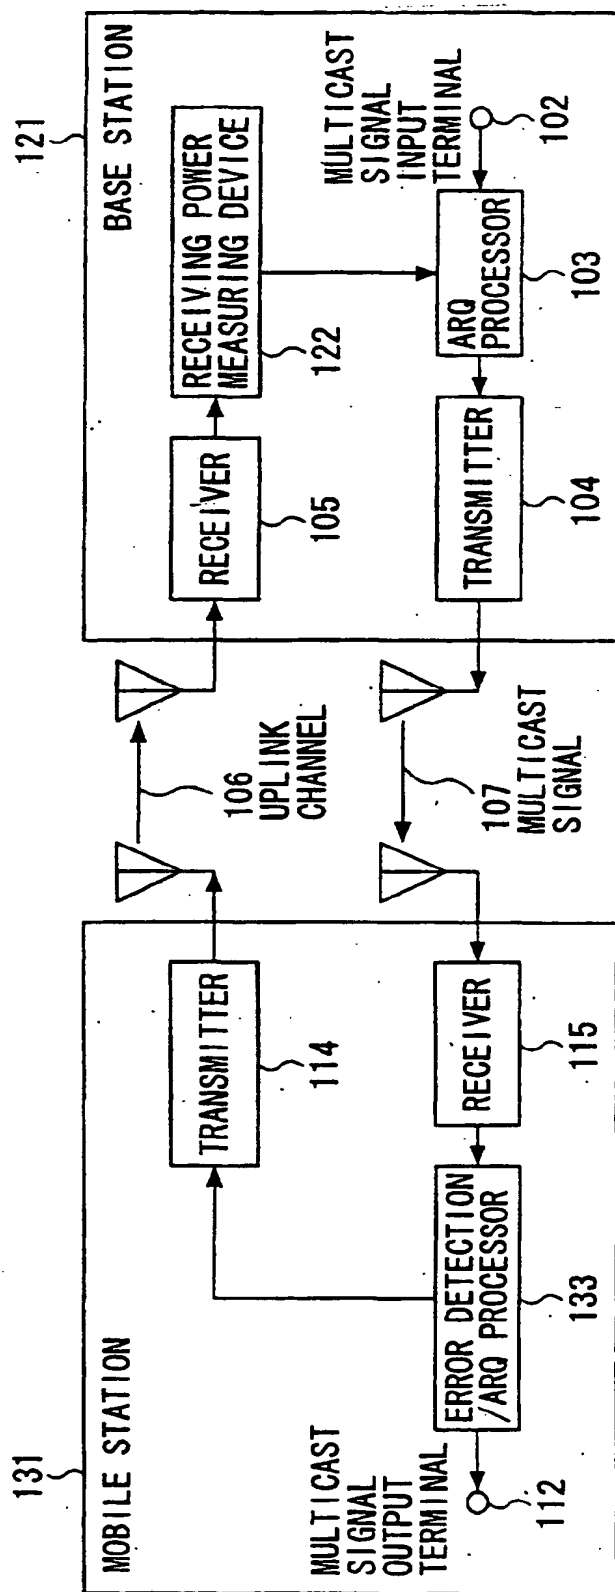 131
MOBILE STATION
TRANSMITTER
114
MULTICAST
SIGNAL
OUTPUT
TERMINAL
112
ERROR DETECTION
/ARQ PROCESSOR
133
RECEIVER
115
106
UPLINK
CHANNEL
107
MULTICAST
SIGNAL
121
BASE STATION
RECEIVER
105
RECEIVING POWER
MEASURING DEVICE
122
MULTICAST
SIGNAL
INPUT
TERMINAL
102
TRANSMITTER
104
ARQ
PROCESSOR
103